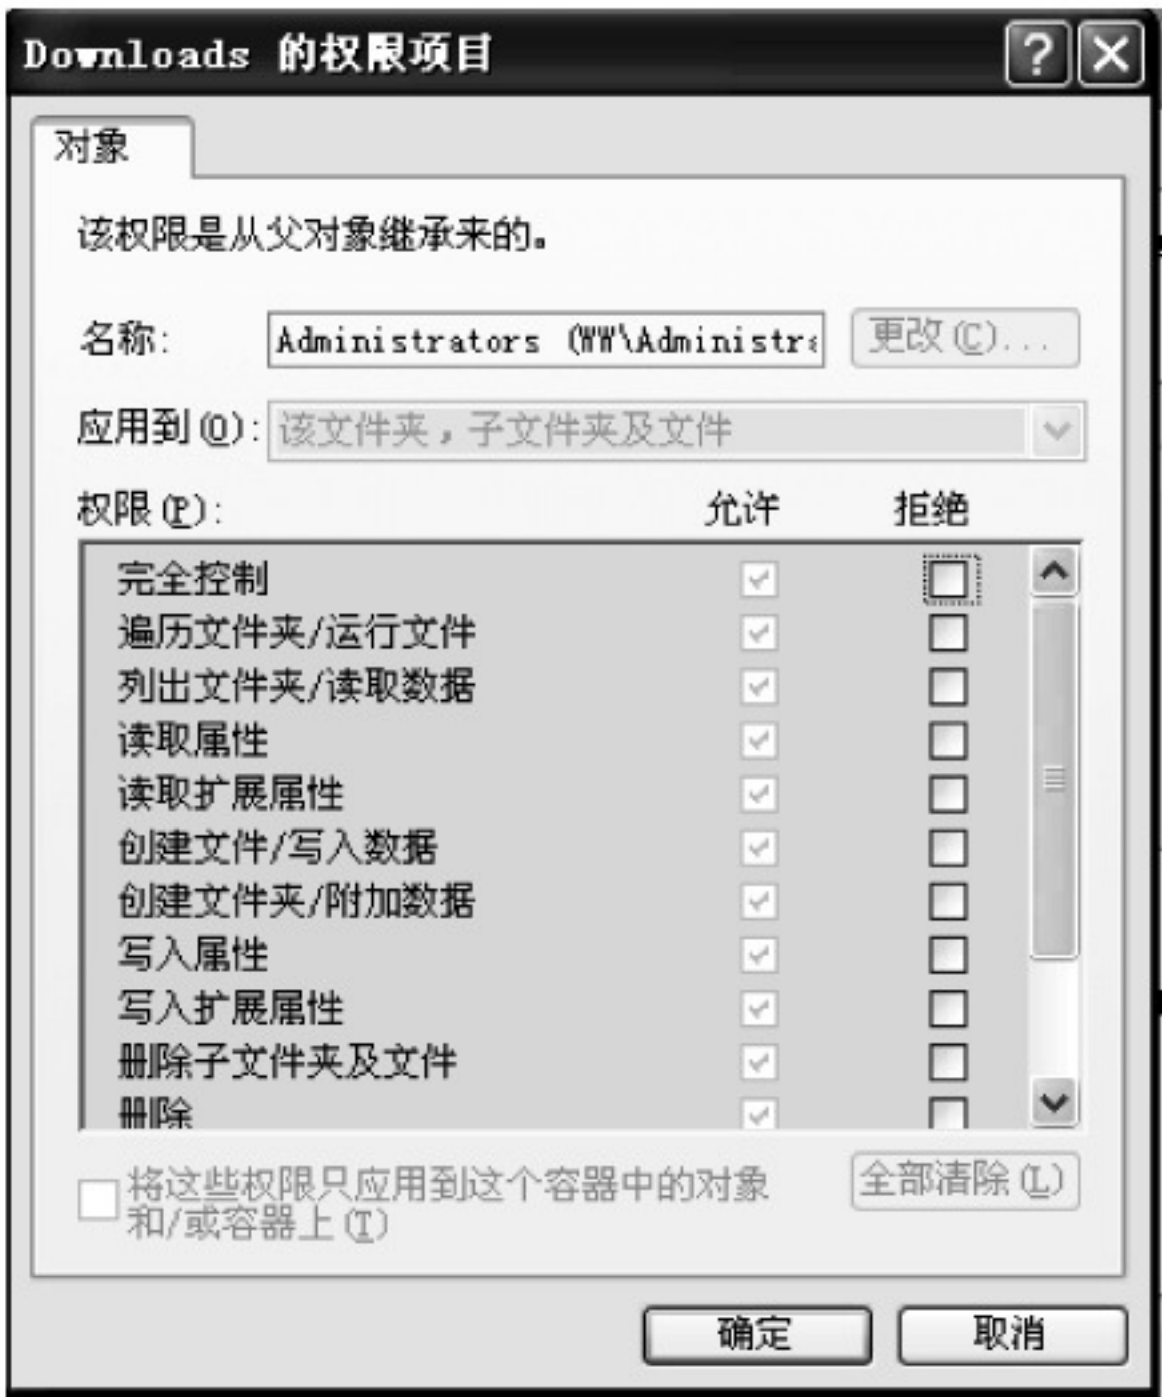 Downloads 的权限项目
对象
该权限是从父对象继承来的。
名称: Administrators (WW\Administra 更改(C)...
应用到(O): 该文件夹，子文件夹及文件
权限(P): 允许 拒绝
完全控制
遍历文件夹/运行文件
列出文件夹/读取数据
读取属性
读取扩展属性
创建文件/写入数据
创建文件夹/附加数据
写入属性
写入扩展属性
删除子文件夹及文件
删除
将这些权限只应用到这个容器中的对象 全部清除(L)
和/或容器上(T)
确定 取消